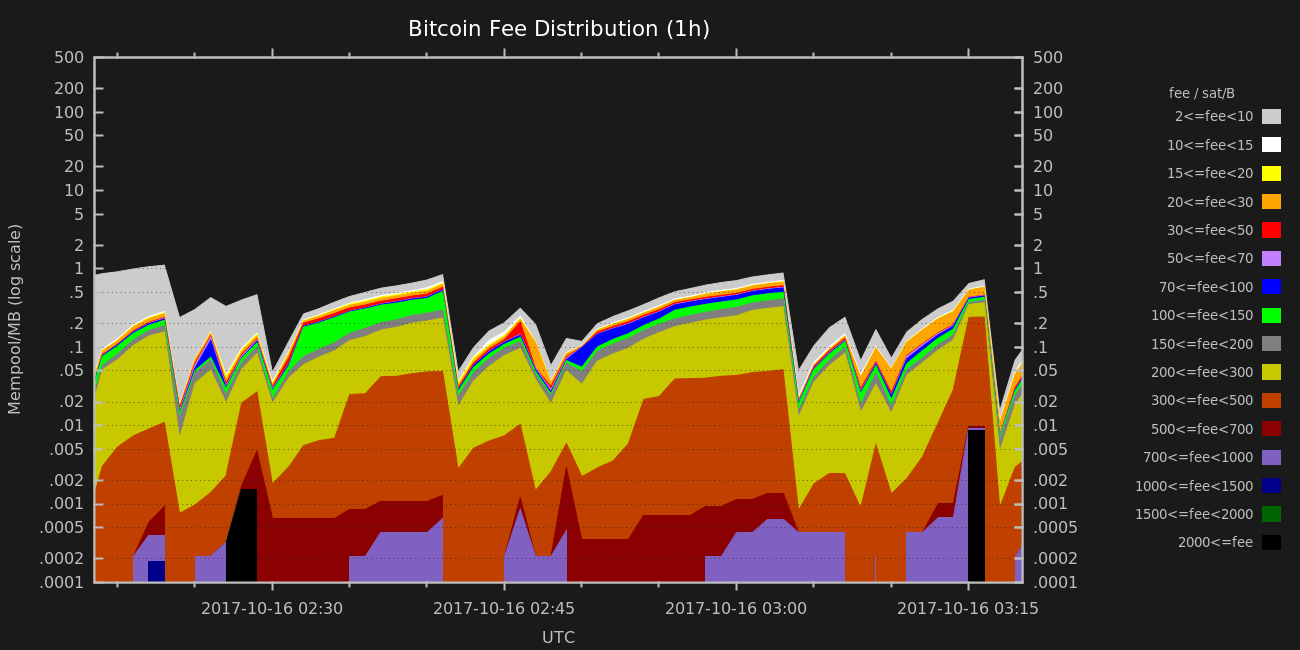 Bitcoin Fee Distribution (1h)
500 500
200 200
100 100
50 50
20 20
10 10
5 5
2 2
1 1
.5 .5
.2 .2
.1 .1
.05 .05
.02 .02
.01 .01
.005 .005
.002 .002
.001 .001
.0005 .0005
.0002 .0002
.0001 .0001
Mempool/MB (log scale)
2017-10-16 02:30 2017-10-16 02:45 2017-10-16 03:00 2017-10-16 03:15
UTC
fee / sat/B
2<=fee<10
10<=fee<15
15<=fee<20
20<=fee<30
30<=fee<50
50<=fee<70
70<=fee<100
100<=fee<150
150<=fee<200
200<=fee<300
300<=fee<500
500<=fee<700
700<=fee<1000
1000<=fee<1500
1500<=fee<2000
2000<=fee